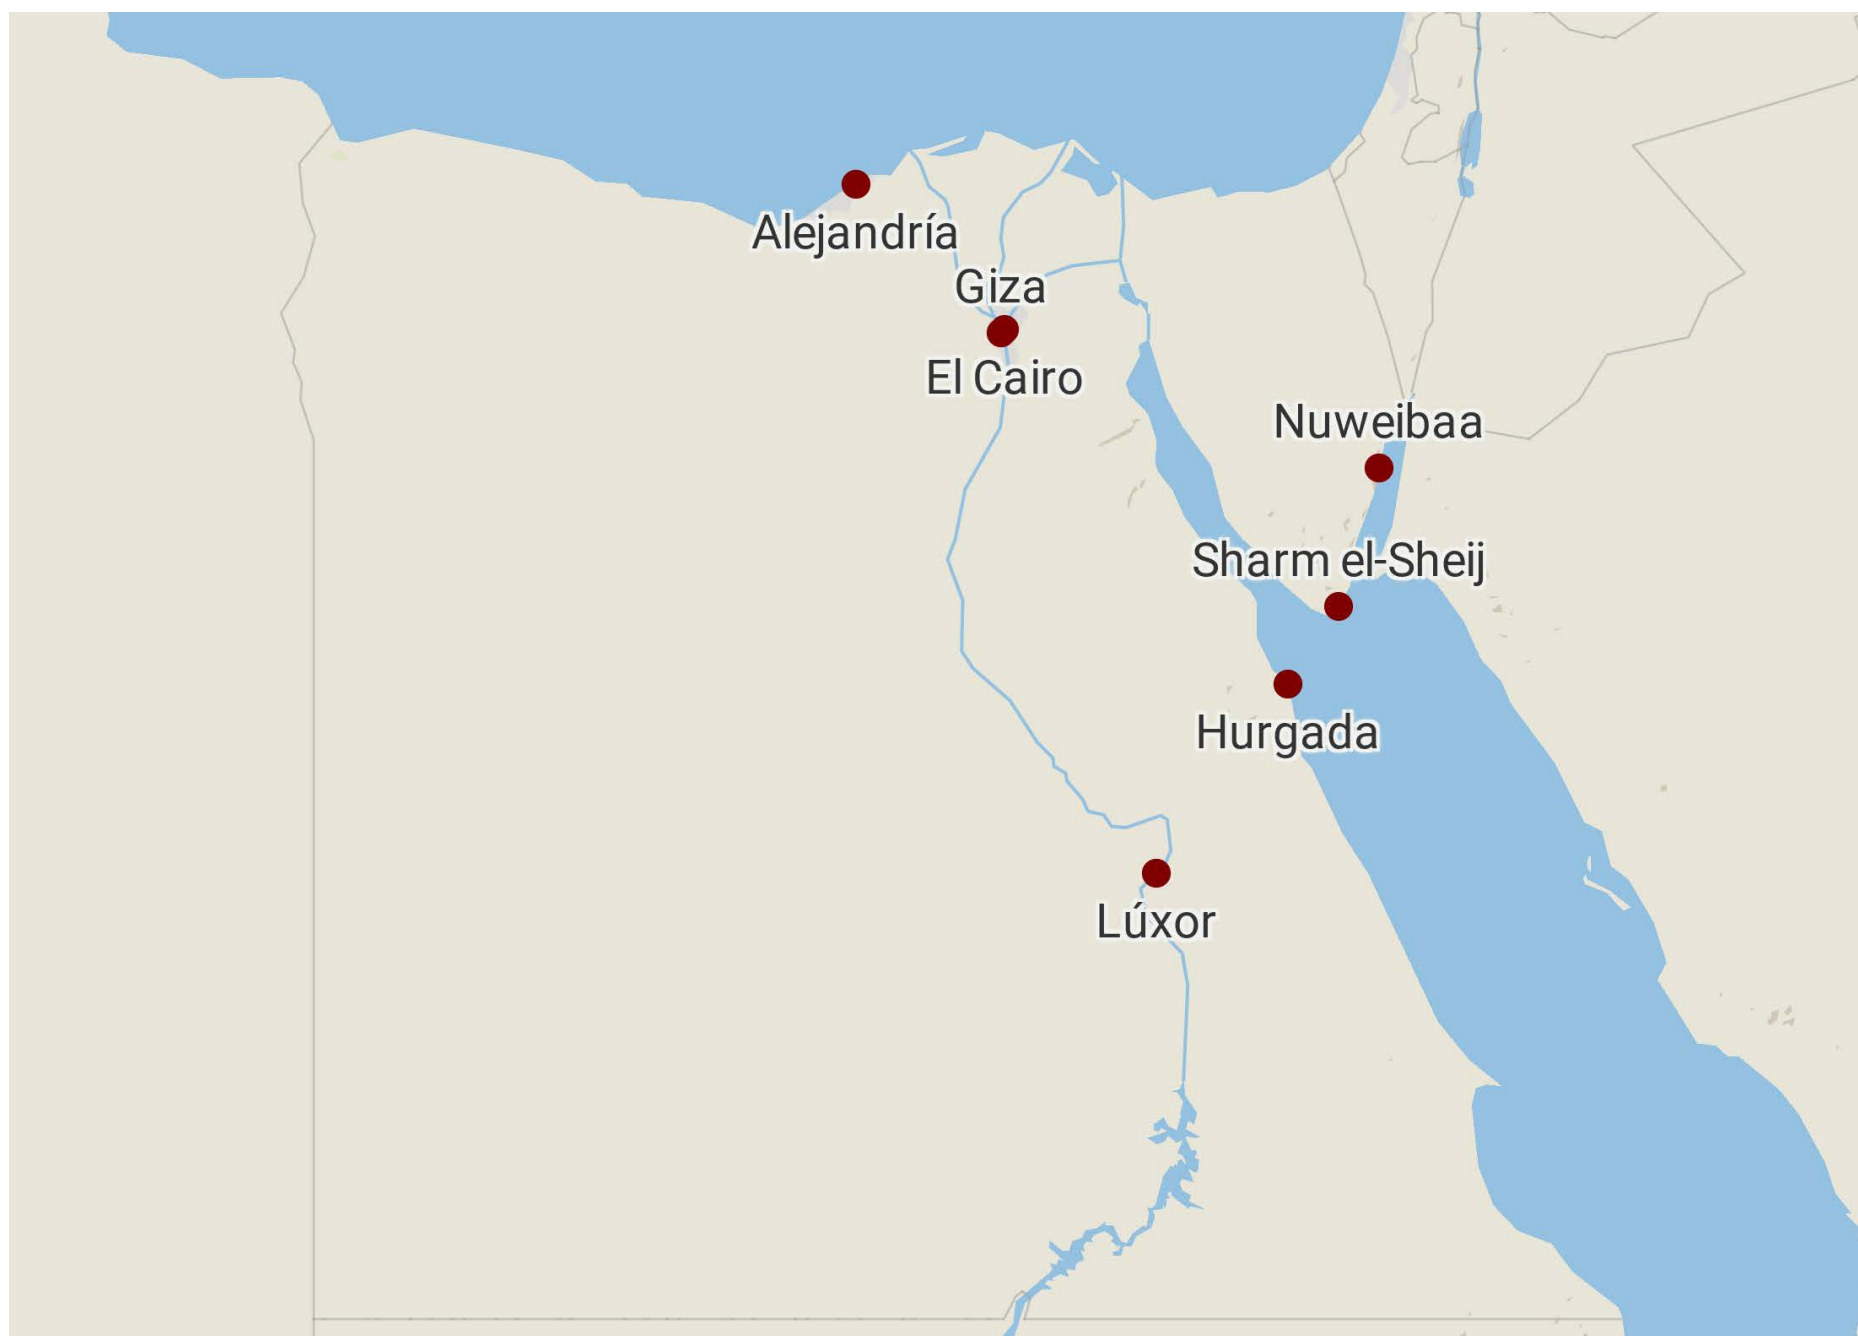 Alejandría
Giza
El Cairo
Nuweibaa
Sharm el-Sheij
Hurgada
Lúxor